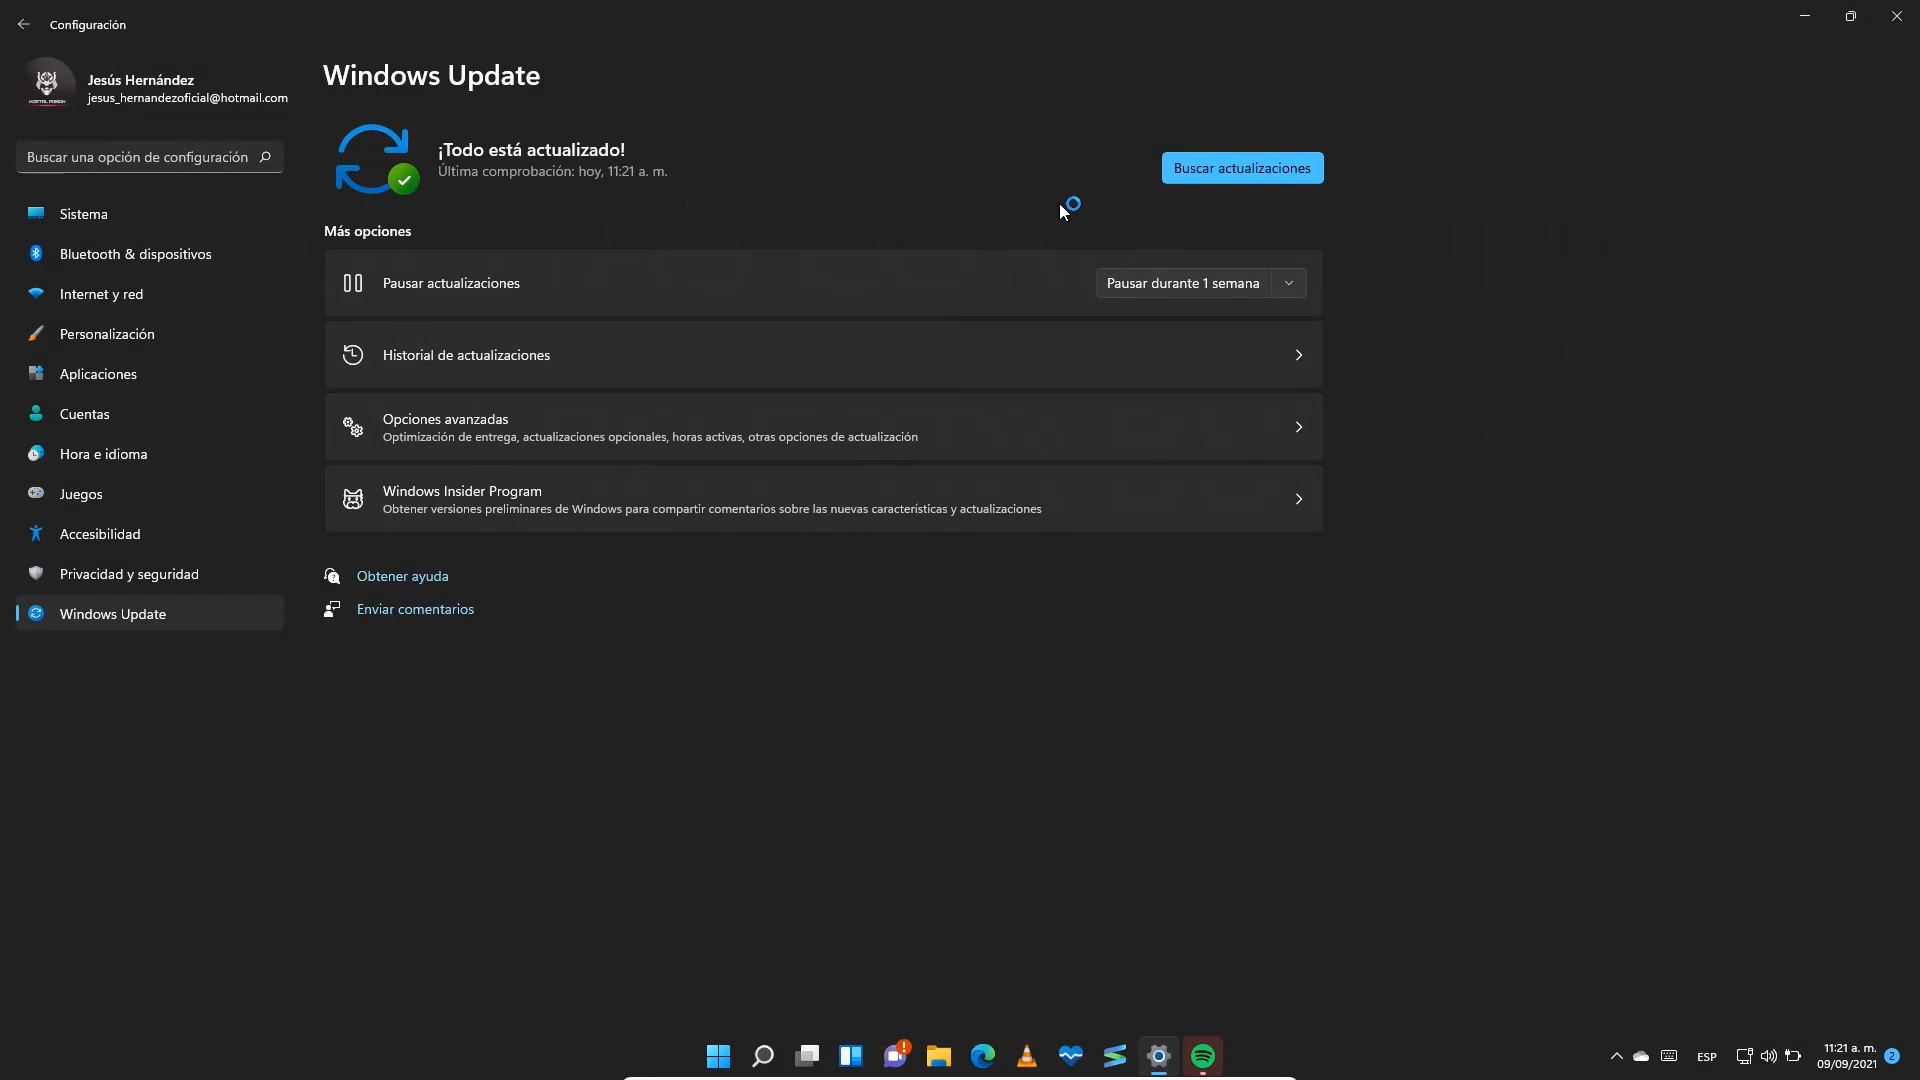 Configuración
Jesús Hernández
jesus_hernandezoficial@hotmail.com
Buscar una opción de configuración
Sistema
Bluetooth & dispositivos
Internet y red
Personalización
Aplicaciones
Cuentas
Hora e idioma
Juegos
Accesibilidad
Privacidad y seguridad
Windows Update
Windows Update
¡Todo está actualizado!
Última comprobación: hoy, 11:21 a. m.
Buscar actualizaciones
Más opciones
Pausar actualizaciones
Pausar durante 1 semana
Historial de actualizaciones
Opciones avanzadas
Optimización de entrega, actualizaciones opcionales, horas activas, otras opciones de actualización
Windows Insider Program
Obtener versiones preliminares de Windows para compartir comentarios sobre las nuevas características y actualizaciones
Obtener ayuda
Enviar comentarios
ESP
11:21 a. m.
09/09/2021
2